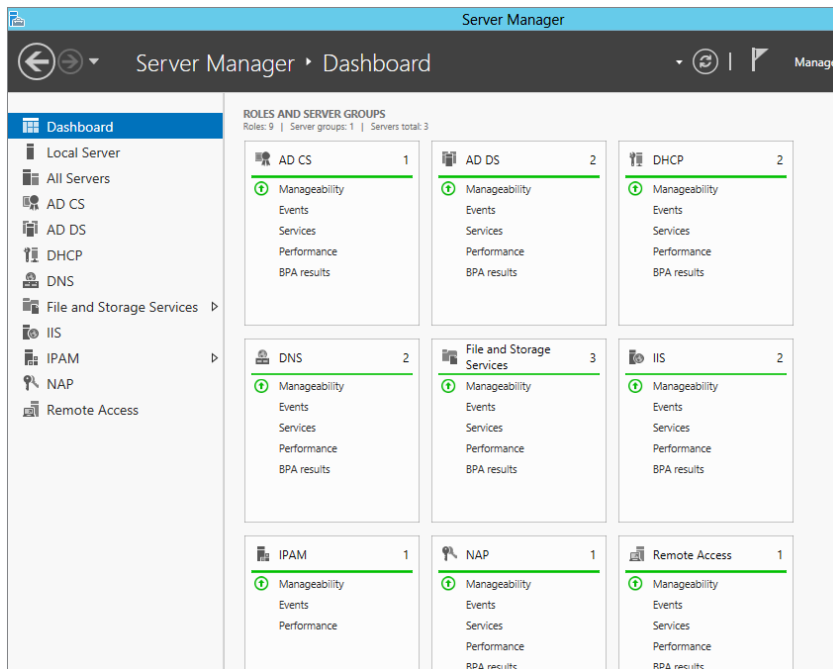 Server Manager
Server Manager • Dashboard
Manage
Dashboard
Local Server
All Servers
AD CS
AD DS
DHCP
DNS
File and Storage Services
IIS
IPAM
NAP
Remote Access
ROLES AND SERVER GROUPS
Roles: 9 | Server groups: 1 | Servers total: 3
AD CS 1
Manageability
Events
Services
Performance
BPA results
AD DS 2
Manageability
Events
Services
Performance
BPA results
DHCP 2
Manageability
Events
Services
Performance
BPA results
DNS 2
Manageability
Events
Services
Performance
BPA results
File and Storage
Services 3
Manageability
Events
Services
Performance
BPA results
IIS 2
Manageability
Events
Services
Performance
BPA results
IPAM 1
Manageability
Events
Performance
NAP 1
Manageability
Events
Services
Performance
BPA results
Remote Access 1
Manageability
Events
Services
Performance
BPA results